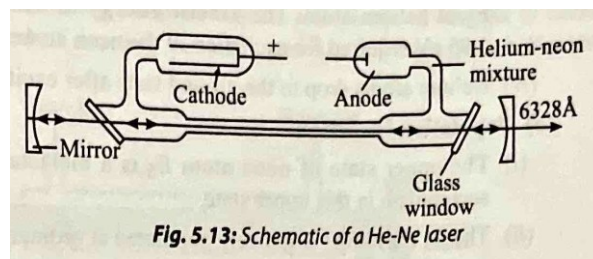 +
Helium-neon
mixture
Cathode
Anode
6328Å
Mirror
Glass
window
Fig. 5.13: Schematic of a He-Ne laser